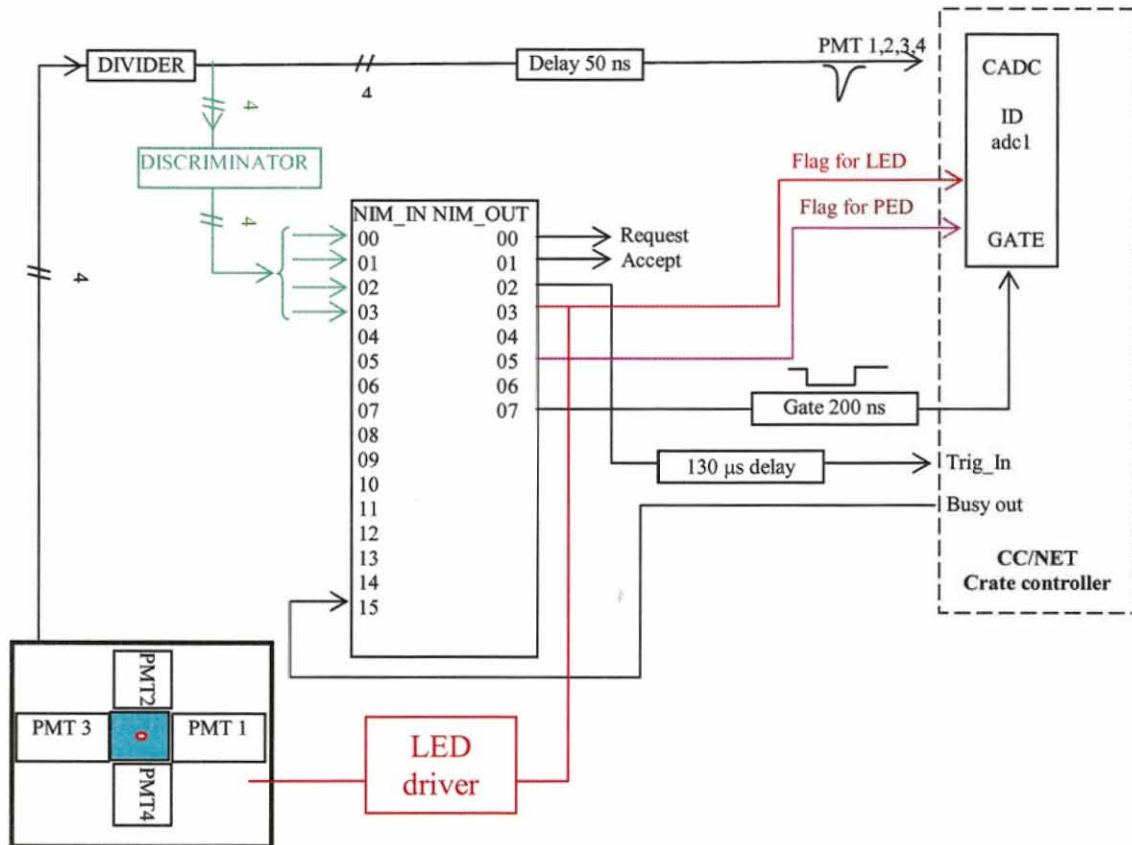 DIVIDER
4
Delay 50 ns
PMT 1,2,3,4
CADC
ID
adc1
GATE
4
DISCRIMINATOR
4
4
Flag for LED
Flag for PED
NIM_IN NIM_OUT
00 00
01 01
02 02
03 03
04 04
05 05
06 06
07 07
08
09
10
11
12
13
14
15
Request
Accept
Gate 200 ns
130 μs delay
Trig_In
Busy out
CC/NET
Crate controller
PMT2
PMT 3
o
PMT 1
PMT4
LED
driver